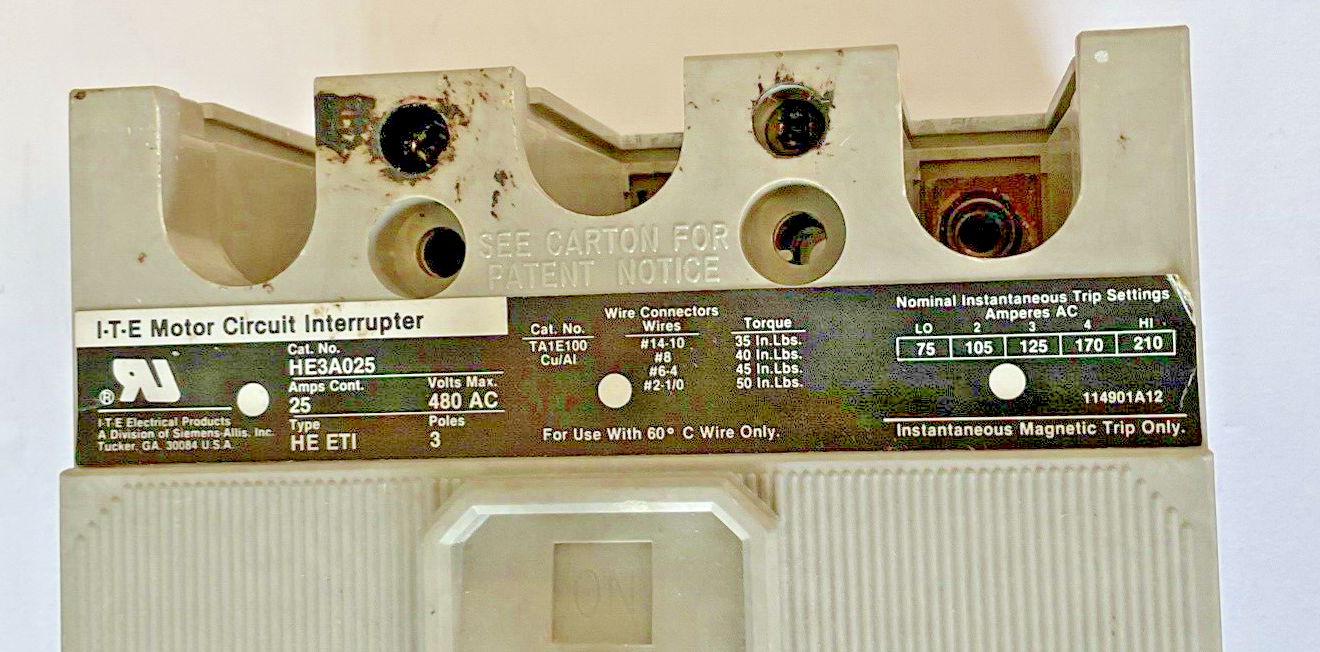 SEE CARTON FOR
PATENT NOTICE
I-T-E Motor Circuit Interrupter
Cat. No.
HE3A025
Amps Cont. Volts Max.
25 480 AC
Type Poles
HE ETI 3
®
I-T-E Electrical Products
A Division of Siemens-Allis, Inc.
Tucker, GA. 30084 U.S.A
Wire Connectors
Cat. No. Wires Torque
TA1E100 #14-10 35 In.Lbs.
Cu/Al #8 40 In.Lbs.
#6-4 45 In.Lbs.
#2-1/0 50 In.Lbs.
For Use With 60° C Wire Only.
Nominal Instantaneous Trip Settings
Amperes AC
LO 2 3 4 HI
75 105 125 170 210
114901A12
Instantaneous Magnetic Trip Only.
ON